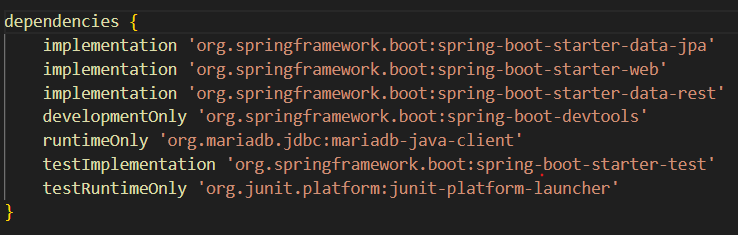 dependencies {
implementation 'org.springframework.boot:spring-boot-starter-data-jpa'
implementation 'org.springframework.boot:spring-boot-starter-web'
implementation 'org.springframework.boot:spring-boot-starter-data-rest'
developmentOnly 'org.springframework.boot:spring-boot-devtools'
runtimeOnly 'org.mariadb.jdbc:mariadb-java-client'
testImplementation 'org.springframework.boot:spring-boot-starter-test'
testRuntimeOnly 'org.junit.platform:junit-platform-launcher'
}